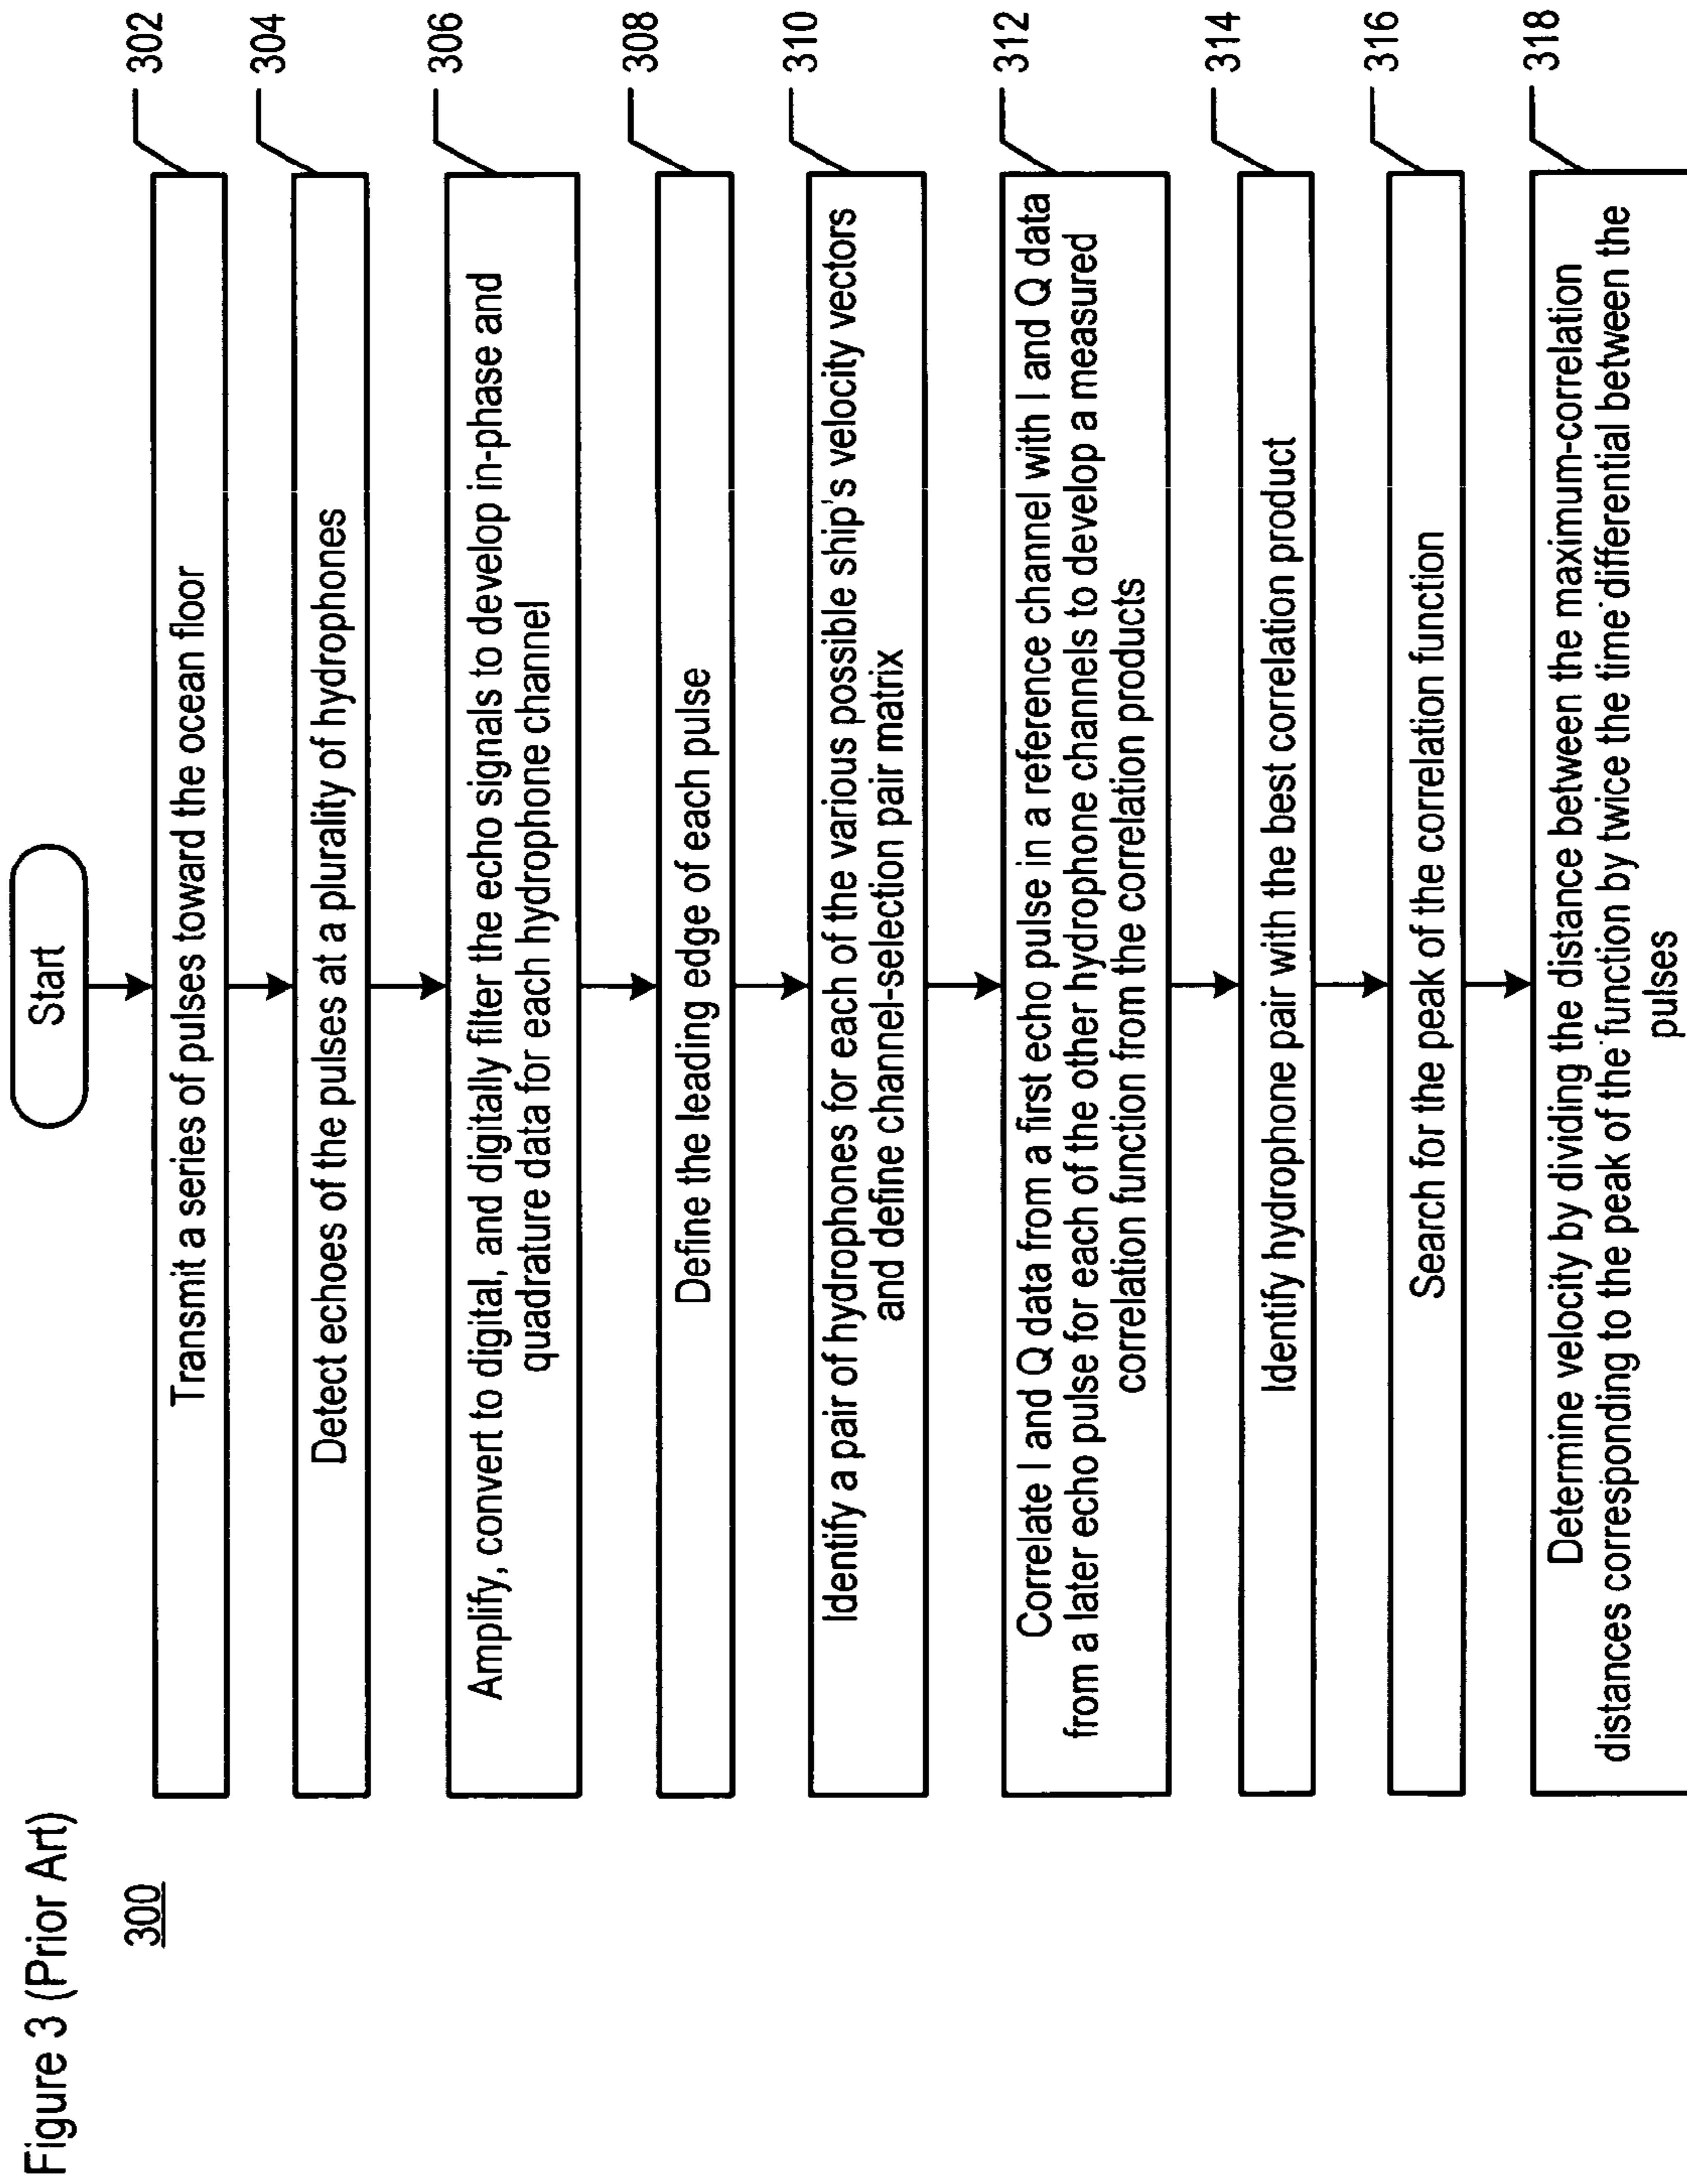 Figure 3 (Prior Art)
300
Start
302
Transmit a series of pulses toward the ocean floor
304
Detect echoes of the pulses at a plurality of hydrophones
306
Amplify, convert to digital, and digitally filter the echo signals to develop in-phase and
quadrature data for each hydrophone channel
308
Define the leading edge of each pulse
310
Identify a pair of hydrophones for each of the various possible ship's velocity vectors
and define channel-selection pair matrix
312
Correlate I and Q data from a first echo pulse in a reference channel with I and Q data
from a later echo pulse for each of the other hydrophone channels to develop a measured
correlation function from the correlation products
314
Identify hydrophone pair with the best correlation product
316
Search for the peak of the correlation function
318
Determine velocity by dividing the distance between the maximum-correlation
distances corresponding to the peak of the function by twice the time differential between the
pulses